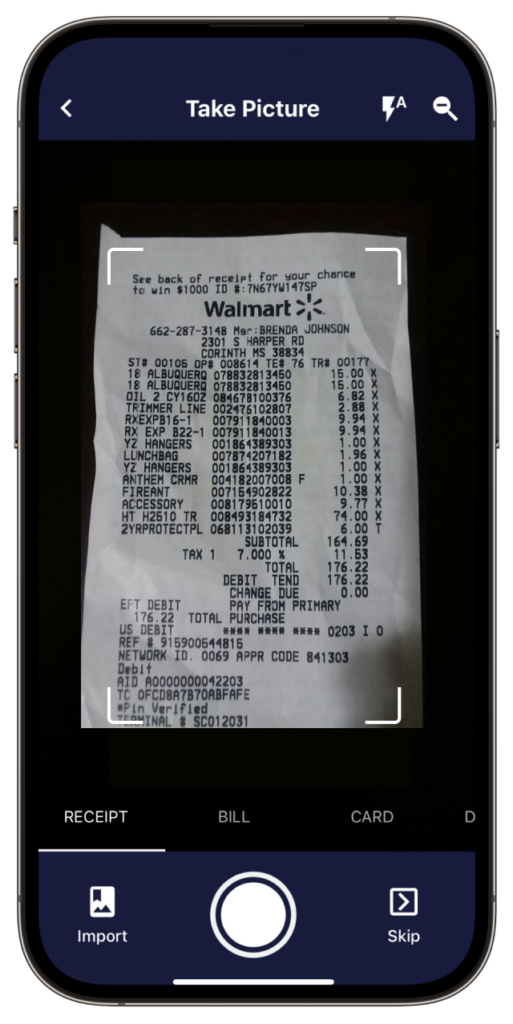 Take Picture
A
See back of receipt for your chance
to win $1000 ID #:7N67YW147SP
Walmart
662-287-3148 Mgr:BRENDA JOHNSON
2301 S HARPER RD
CORINTH MS 38834
ST# 00105 OP# 008614 TE# 76 TR# 00177
18 ALBUQUERQ 078832813450 15.00 X
18 ALBUQUERQ 078832813450 15.00 X
OIL 2 CY16OZ 084678100376 6.82 X
TRIMMER LINE 002476102807 2.88 X
RXEXPB16-1 007911840003 9.94 X
RX EXP B22-1 007911840013 9.94 X
YZ HANGERS 001864389303 1.00 X
LUNCHBAG 007874207182 1.96 X
YZ HANGERS 001864389303 1.00 X
ANTHEM CRMR 004182007008 F 1.00 X
FIREANT 007154902822 10.38 X
ACCESSORY 008179510010 9.77 X
HT H2510 TR 008493184732 74.00 X
2YRPROTECTPL 068113102039 6.00 T
SUBTOTAL 164.69
TAX 1 7.000 % 11.53
TOTAL 176.22
DEBIT TEND 176.22
CHANGE DUE 0.00
EFT DEBIT PAY FROM PRIMARY
176.22 TOTAL PURCHASE
US DEBIT **** **** **** 0203 I 0
REF # 915900544815
NETWORK ID. 0069 APPR CODE 841303
Debit
AID A0000000042203
TC 0FCD8A7B70ABFAFE
*Pin Verified
TERMINAL # SC012031
RECEIPT BILL CARD D
Import Skip